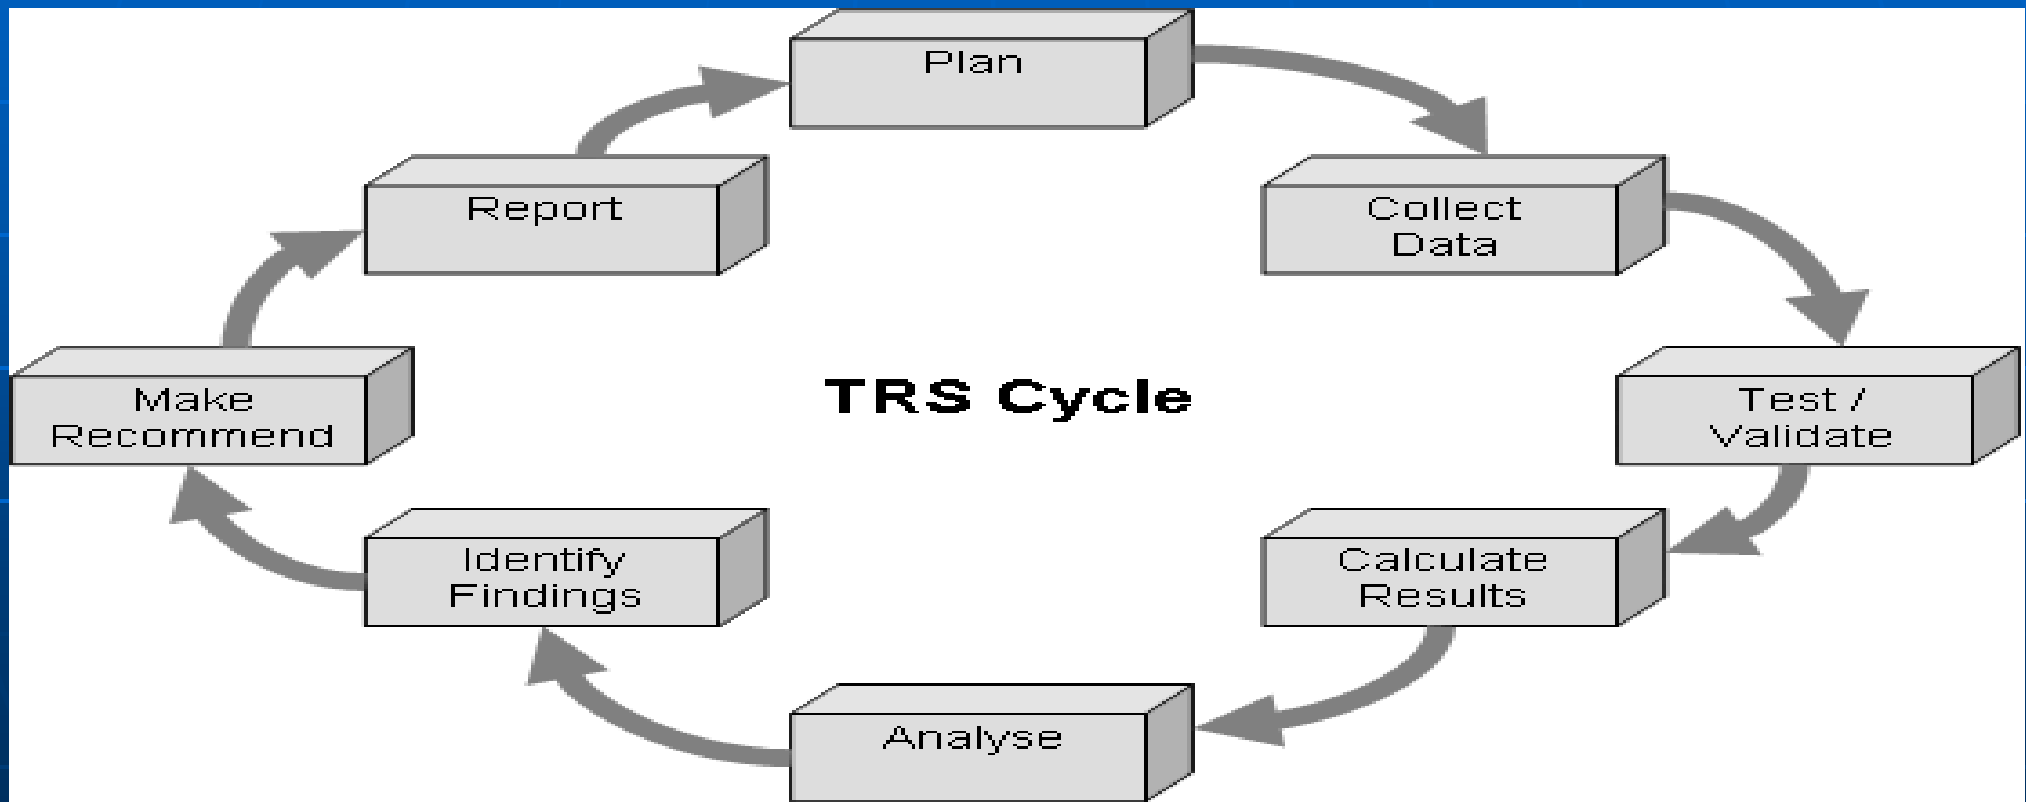 Plan
Report
Collect
Data
TRS Cycle
Make
Recommend
Test /
Validate
Identify
Findings
Calculate
Results
Analyse